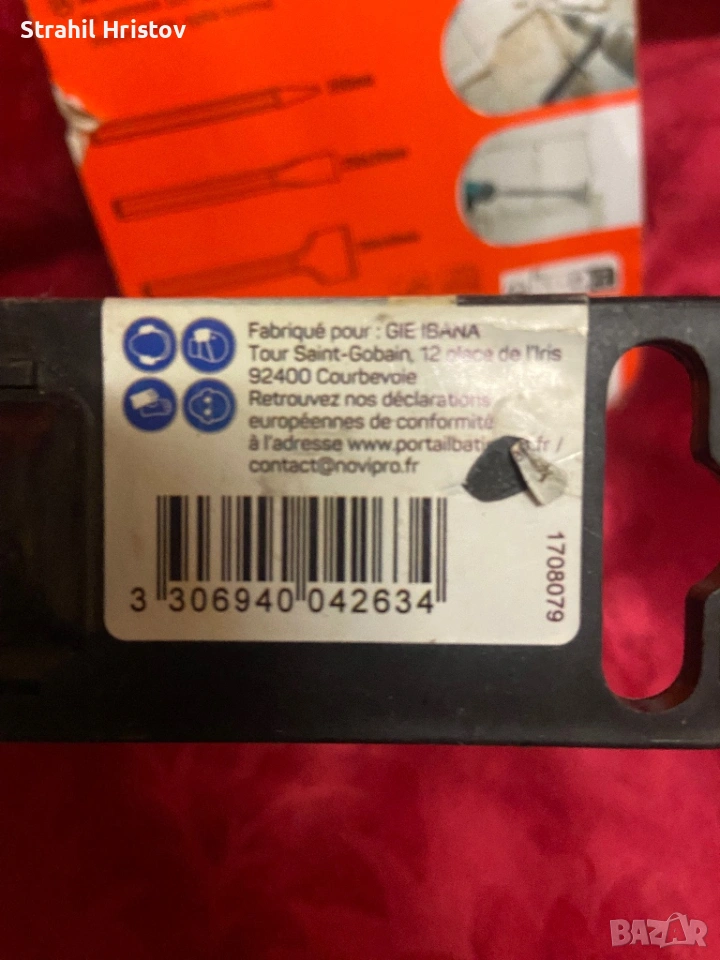 Strahil Hristov
Fabriqué pour : GIE IBANA
Tour Saint-Gobain, 12 place de l'Iris
92400 Courbevoie
Retrouvez nos déclarations
européennes de conformité
à l'adresse www.portailbati .fr /
contact@novipro.fr
3 306940 042634
1708079
BAZAR